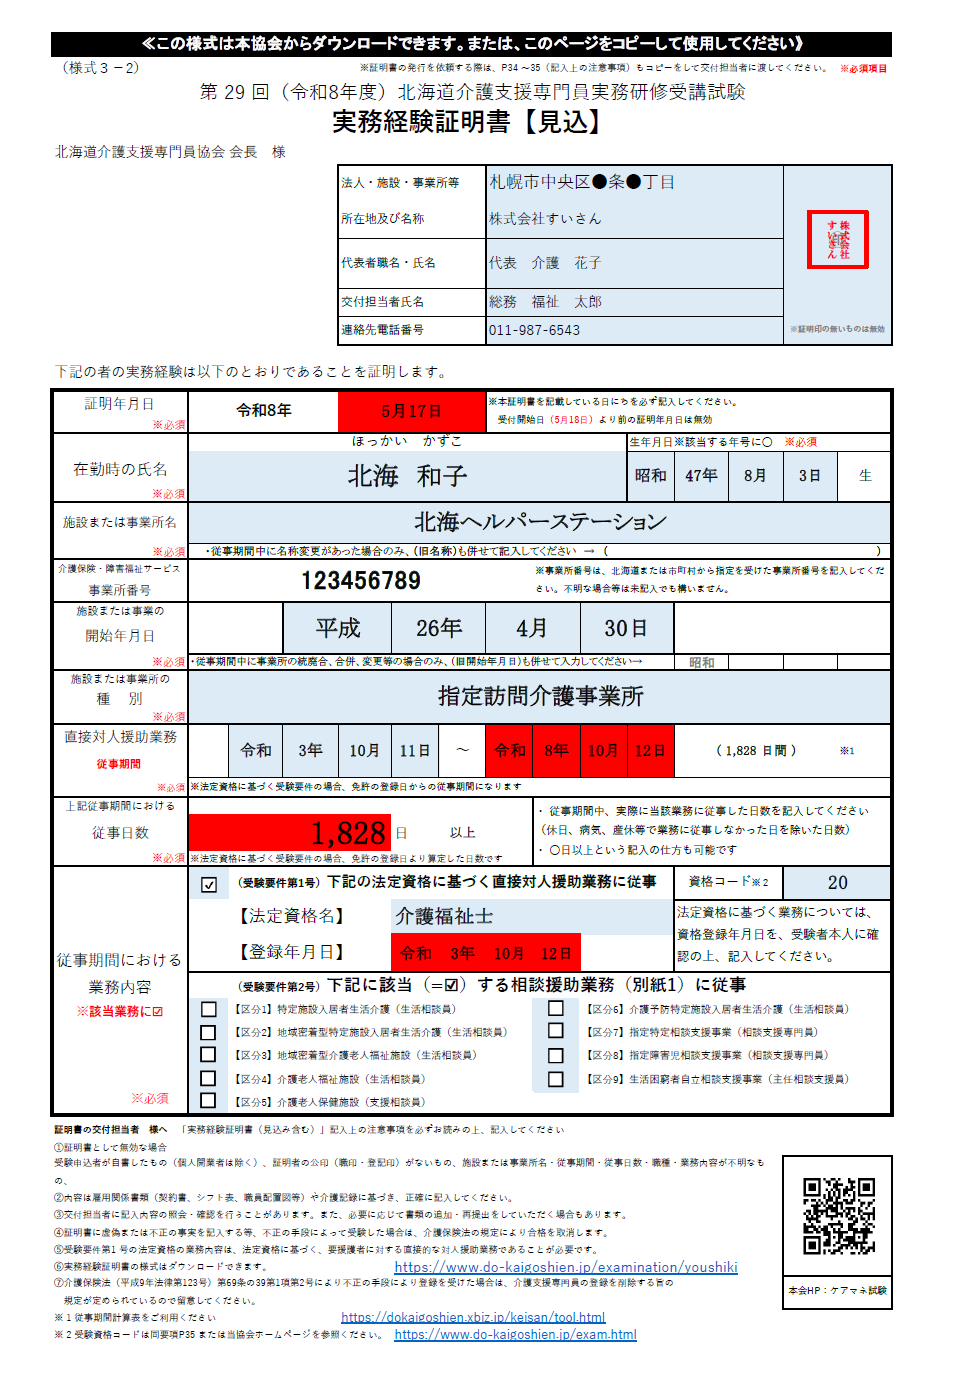 ≪この様式は本協会からダウンロードできます。または、このページをコピーして使用してください≫
（様式３－２）
※証明書の発行を依頼する際は、P34～35（記入上の注意事項）もコピーをして交付担当者に渡してください。 ※必須項目
第 29 回（令和8年度）北海道介護支援専門員実務研修受講試験
実務経験証明書【見込】
北海道介護支援専門員協会 会長　様
法人・施設・事業所等
所在地及び名称
札幌市中央区●条●丁目
株式会社すいさん
代表者職名・氏名
代表　介護　花子
交付担当者氏名
総務　福祉　太郎
連絡先電話番号
011-987-6543
株式会社
すいさん
※証明印の無いものは無効
下記の者の実務経験は以下のとおりであることを証明します。
証明年月日
※必須
令和8年
5月17日
※本証明書を記載している日にちを必ず記入してください。
受付開始日（5月18日）より前の証明年月日は無効
在勤時の氏名
※必須
ほっかい　かずこ
北海　和子
生年月日※該当する年号に〇　※必須
昭和 47年 8月 3日 生
施設または事業所名
※必須
北海ヘルパーステーション
・従事期間中に名称変更があった場合のみ、（旧名称）も併せて記入してください → （　　　）
介護保険・障害福祉サービス
事業所番号
123456789
※事業所番号は、北海道または市町村から指定を受けた事業所番号を記入してくだ
さい。不明な場合等は未記入でも構いません。
施設または事業の
開始年月日
※必須
平成 26年 4月 30日
・従事期間中に事業所の統廃合、合併、変更等の場合のみ、（旧開始年月日）も併せて入力してください→ 昭和
施設または事業所の
種　別
※必須
指定訪問介護事業所
直接対人援助業務
従事期間
※必須
令和 3年 10月 11日 ～ 令和 8年 10月 12日 （ 1,828 日間 ） ※1
※法定資格に基づく受験要件の場合、免許の登録日からの従事期間になります
上記従事期間における
従事日数
※必須
1,828 日 以上
※法定資格に基づく受験要件の場合、免許の登録日より算定した日数です
・ 従事期間中、実際に当該業務に従事した日数を記入してください
（休日、病気、産休等で業務に従事しなかった日を除いた日数）
・ 〇日以上という記入の仕方も可能です
従事期間における
業務内容
※該当業務に☑
※必須
☑ （受験要件第1号）下記の法定資格に基づく直接対人援助業務に従事
資格コード※２ 20
【法定資格名】 介護福祉士
【登録年月日】 令和 3年 10月 12日
法定資格に基づく業務については、
資格登録年月日を、受験者本人に確
認の上、記入してください。
（受験要件第2号）下記に該当（=☑）する相談援助業務（別紙1）に従事
☐ 【区分1】特定施設入居者生活介護（生活相談員）
☐ 【区分2】地域密着型特定施設入居者生活介護（生活相談員）
☐ 【区分3】地域密着型介護老人福祉施設（生活相談員）
☐ 【区分4】介護老人福祉施設（生活相談員）
☐ 【区分5】介護老人保健施設（支援相談員）
☐ 【区分6】介護予防特定施設入居者生活介護（生活相談員）
☐ 【区分7】指定特定相談支援事業（相談支援専門員）
☐ 【区分8】指定障害児相談支援事業（相談支援専門員）
☐ 【区分9】生活困窮者自立相談支援事業（主任相談支援員）
証明書の交付担当者　様へ　「実務経験証明書（見込み含む）」記入上の注意事項を必ずお読みの上、記入してください
①証明書として無効な場合
受験申込者が自書したもの（個人開業者は除く）、証明者の公印（職印・登記印）がないもの、施設または事業所名・従事期間・従事日数・職種・業務内容が不明なも
の、
②内容は雇用関係書類（契約書、シフト表、職員配置図等）や介護記録に基づき、正確に記入してください。
③交付担当者に記入内容の照会・確認を行うことがあります。また、必要に応じて書類の追加・再提出をしていただく場合もあります。
④証明書に虚偽または不正の事実を記入する等、不正の手段によって受験した場合は、介護保険法の規定により合格を取消します。
⑤受験要件第1 号の法定資格の業務内容は、法定資格に基づく、要援護者に対する直接的な対人援助業務であることが必要です。
⑥実務経験証明書の様式はダウンロードできます。 https://www.do-kaigoshien.jp/examination/youshiki
⑦介護保険法（平成9年法律第123号）第69条の39第1項第2号により不正の手段により登録を受けた場合は、介護支援専門員の登録を削除する旨の
規定が定められているので留意してください。
※１従事期間計算表をご利用ください https://dokaigoshien.xbiz.jp/keisan/tool.html
※２受験資格コードは同要項P35 または当協会ホームページを参照ください。 https://www.do-kaigoshien.jp/exam.html
本会HP：ケアマネ試験